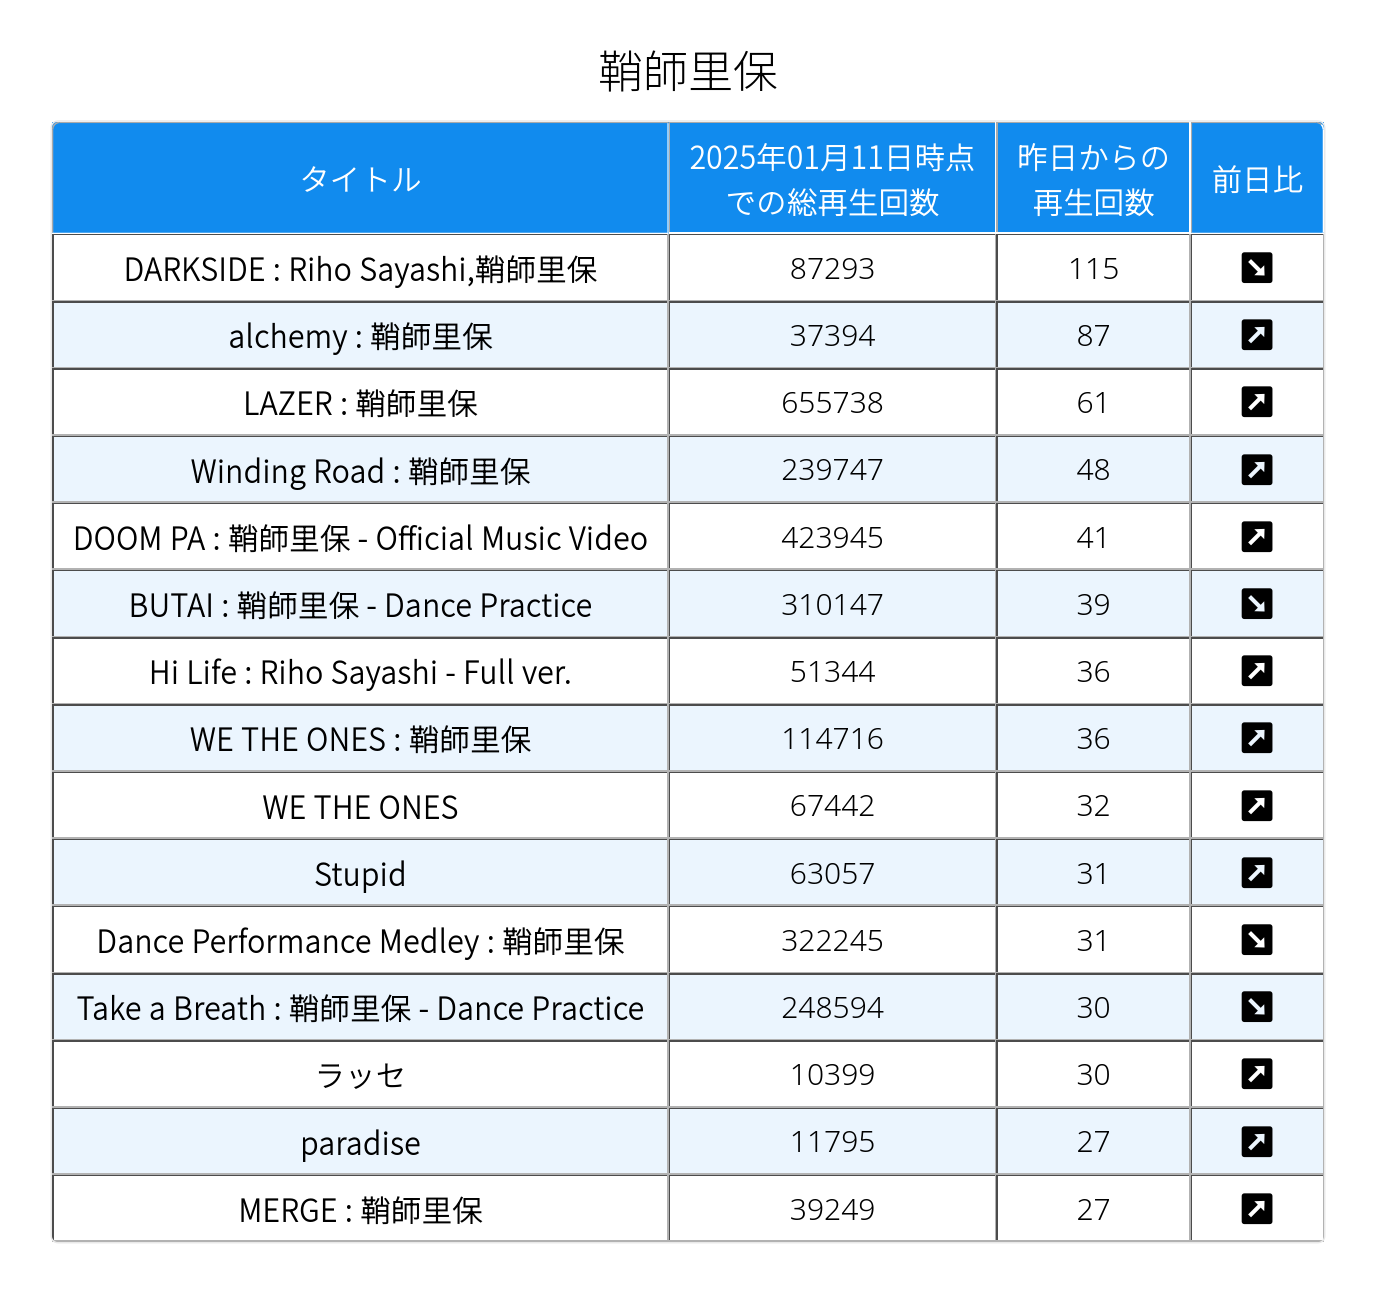 鞘師里保
タイトル
2025年01月11日時点
での総再生回数
昨日からの
再生回数
前日比
DARKSIDE : Riho Sayashi,鞘師里保 87293 115
alchemy : 鞘師里保 37394 87
LAZER : 鞘師里保 655738 61
Winding Road : 鞘師里保 239747 48
DOOM PA : 鞘師里保 - Official Music Video 423945 41
BUTAI : 鞘師里保 - Dance Practice 310147 39
Hi Life : Riho Sayashi - Full ver. 51344 36
WE THE ONES : 鞘師里保 114716 36
WE THE ONES 67442 32
Stupid 63057 31
Dance Performance Medley : 鞘師里保 322245 31
Take a Breath : 鞘師里保 - Dance Practice 248594 30
ラッセ 10399 30
paradise 11795 27
MERGE : 鞘師里保 39249 27